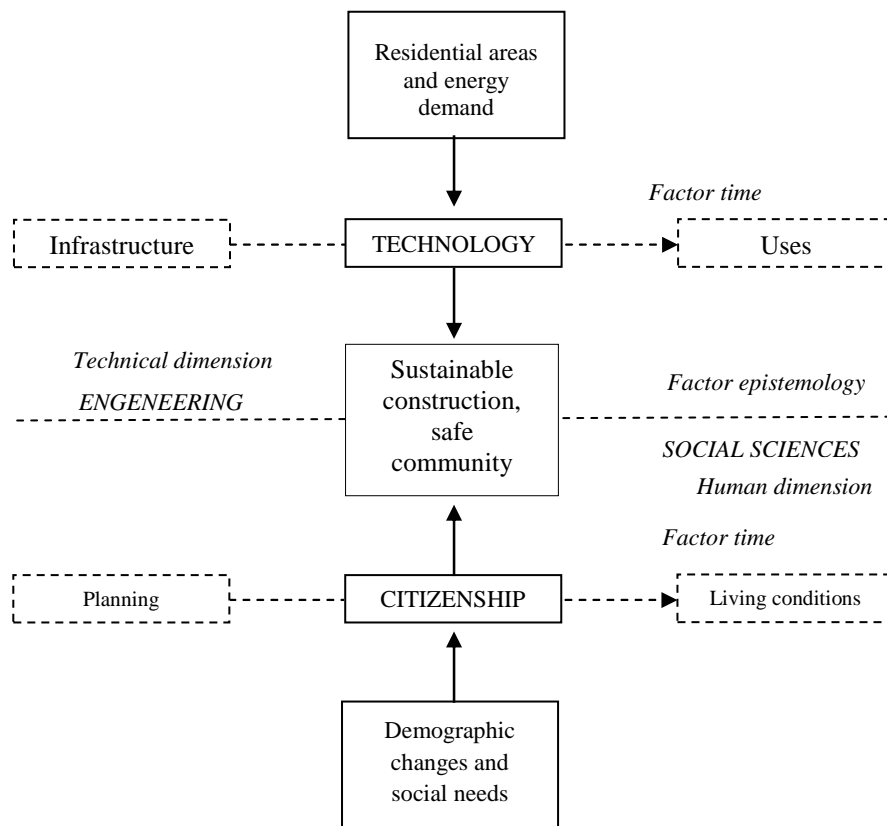 Residential areas
and energy
demand
Factor time
Infrastructure
TECHNOLOGY
Uses
Technical dimension
ENGENEERING
Sustainable
construction,
safe
community
Factor epistemology
SOCIAL SCIENCES
Human dimension
Factor time
Planning
CITIZENSHIP
Living conditions
Demographic
changes and
social needs